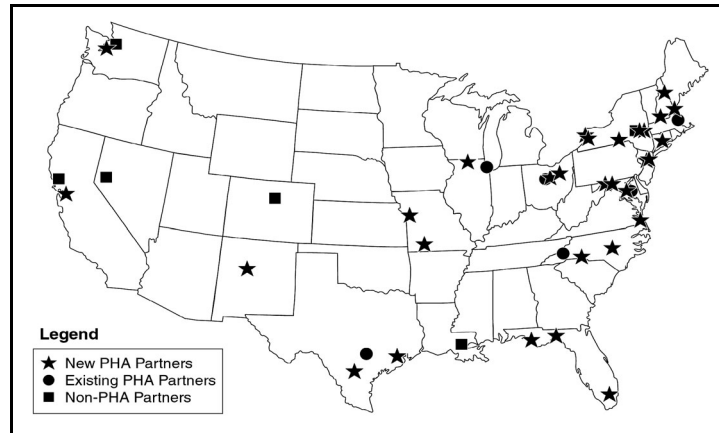 Legend
New PHA Partners
Existing PHA Partners
Non-PHA Partners